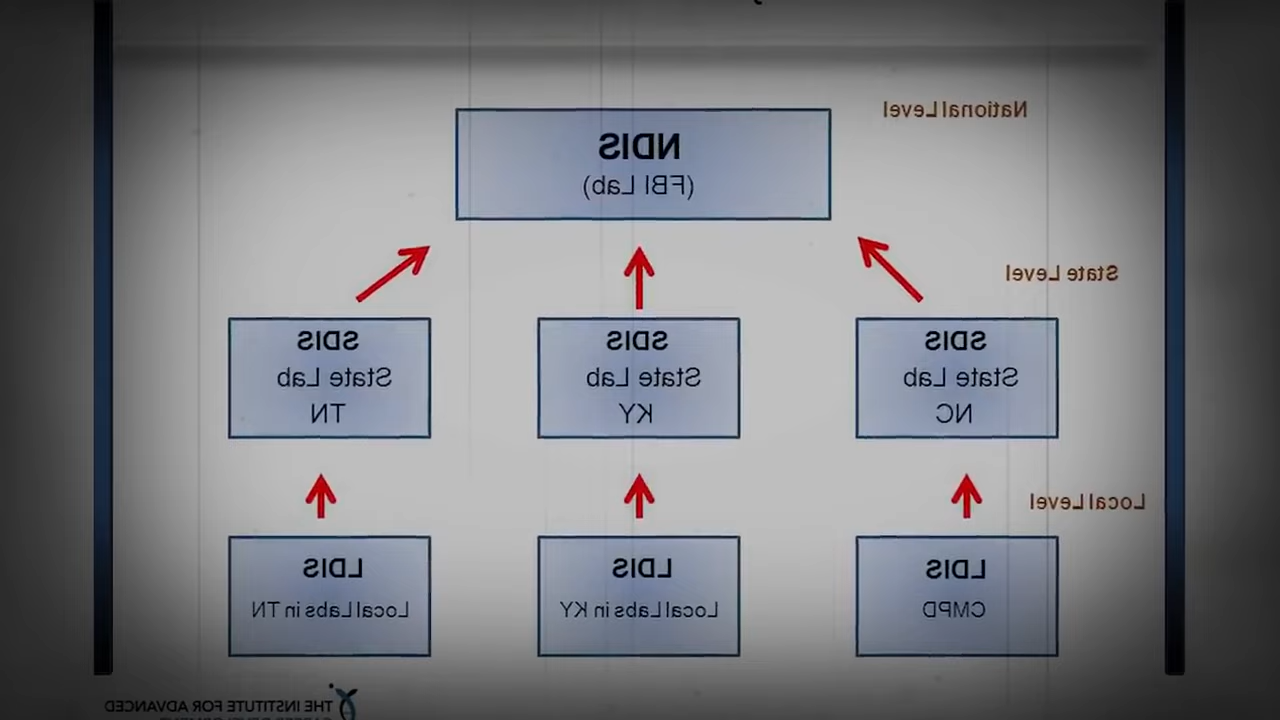 National Level
NDIS
(FBI Lab)
State Level
SDIS
State Lab
NC
SDIS
State Lab
KY
SDIS
State Lab
TN
Local Level
LDIS
CMPD
LDIS
Local Labs in KY
LDIS
Local Labs in TN
THE INSTITUTE FOR ADVANCED